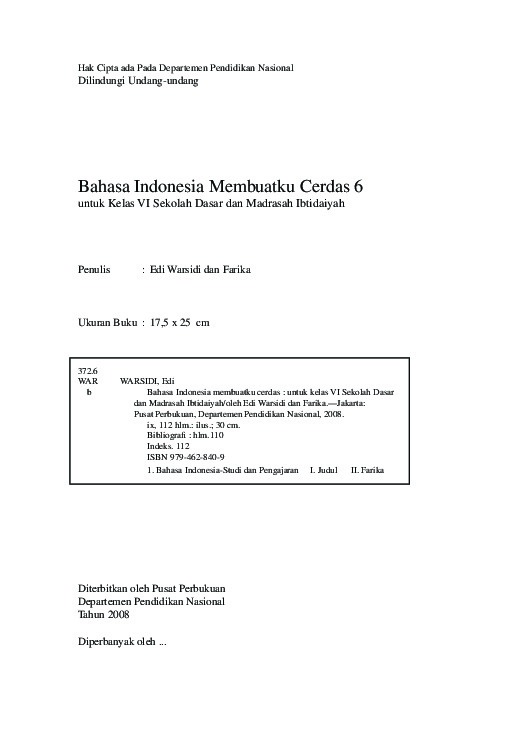 Hak Cipta ada Pada Departemen Pendidikan Nasional
Dilindungi Undang-undang
Bahasa Indonesia Membuatku Cerdas 6
untuk Kelas VI Sekolah Dasar dan Madrasah Ibtidaiyah
Penulis : Edi Warsidi dan Farika
Ukuran Buku : 17,5 x 25 cm
372.6
WAR WARSIDI, Edi
b Bahasa Indonesia membuatku cerdas : untuk kelas VI Sekolah Dasar
dan Madrasah Ibtidaiyah/oleh Edi Warsidi dan Farika.—Jakarta:
Pusat Perbukuan, Departemen Pendidikan Nasional, 2008.
ix, 112 hlm.: ilus.; 30 cm.
Bibliografi : hlm.110
Indeks. 112
ISBN 979-462-840-9
1. Bahasa Indonesia-Studi dan Pengajaran I. Judul II. Farika
Diterbitkan oleh Pusat Perbukuan
Departemen Pendidikan Nasional
Tahun 2008
Diperbanyak oleh ...